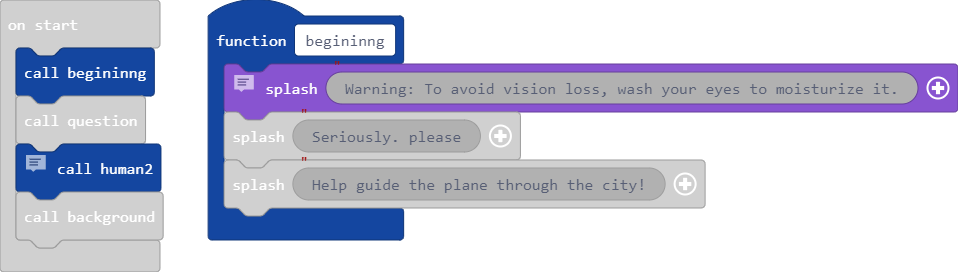 on start
call begininng
call question
call human2
call background
function begininng
splash " Warning: To avoid vision loss, wash your eyes to moisturize it.
splash " Seriously. please
splash " Help guide the plane through the city!